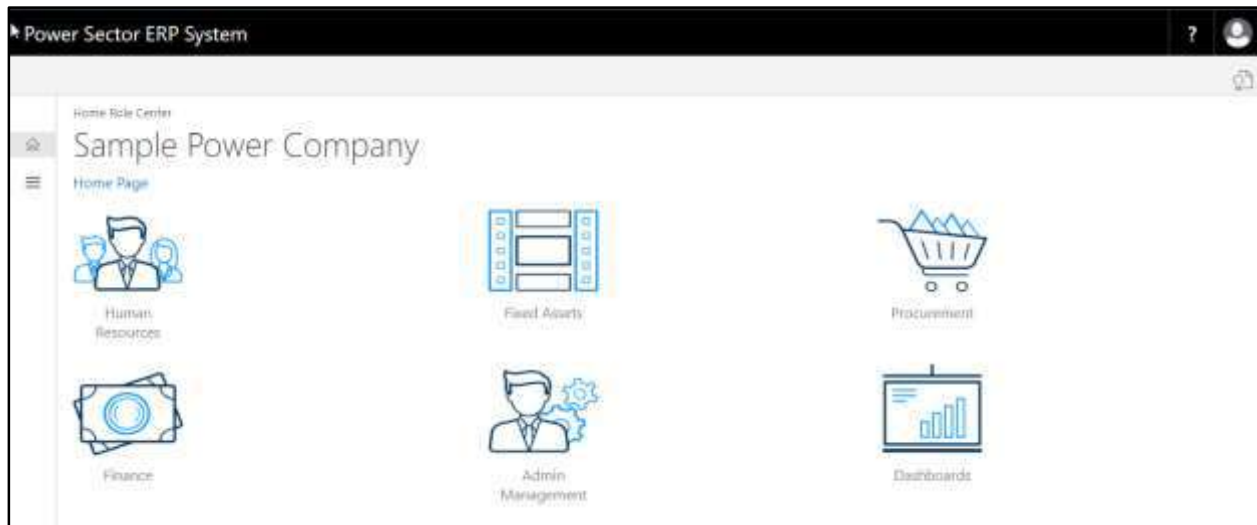 Power Sector ERP System
?
Home Role Center
Sample Power Company
Home Page
Human
Resources
Fixed Assets
Procurement
Finance
Admin
Management
Dashboards